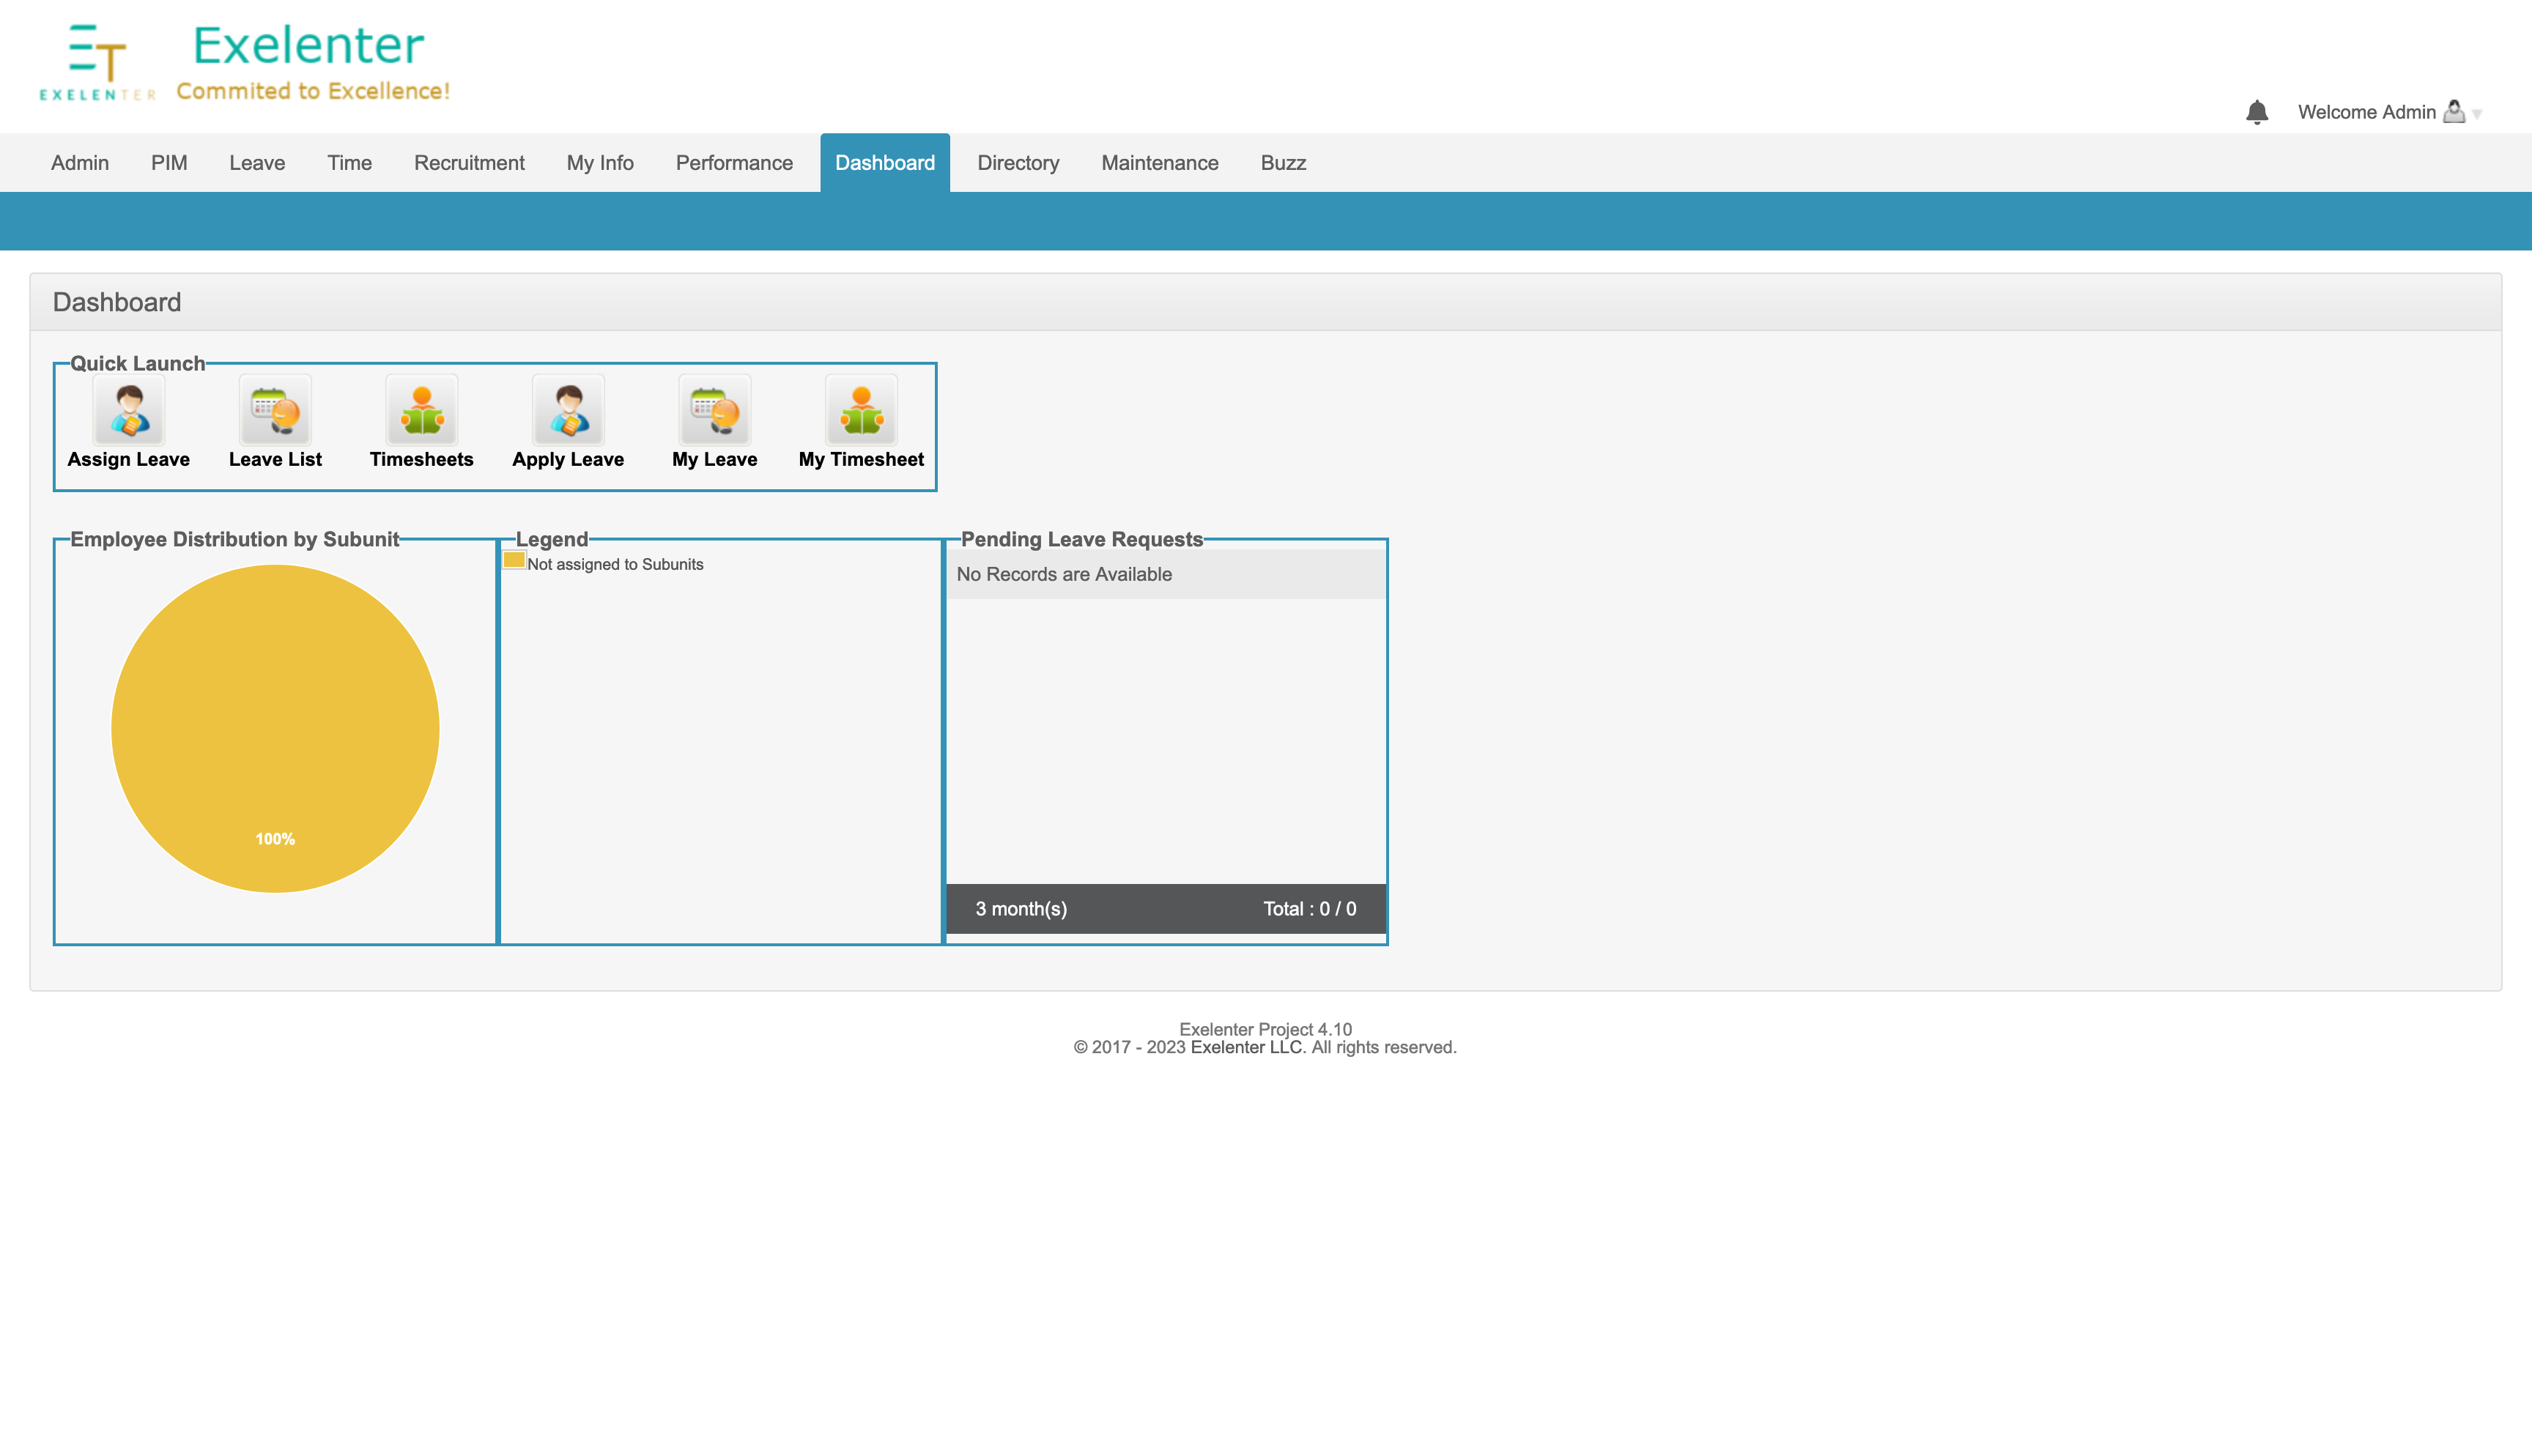 ET
EXELENTER
Exelenter
Commited to Excellence!
Welcome Admin
Admin PIM Leave Time Recruitment My Info Performance Dashboard Directory Maintenance Buzz
Dashboard
Quick Launch
Assign Leave Leave List Timesheets Apply Leave My Leave My Timesheet
Employee Distribution by Subunit
100%
Legend
Not assigned to Subunits
Pending Leave Requests
No Records are Available
3 month(s) Total : 0 / 0
Exelenter Project 4.10
© 2017 - 2023 Exelenter LLC. All rights reserved.